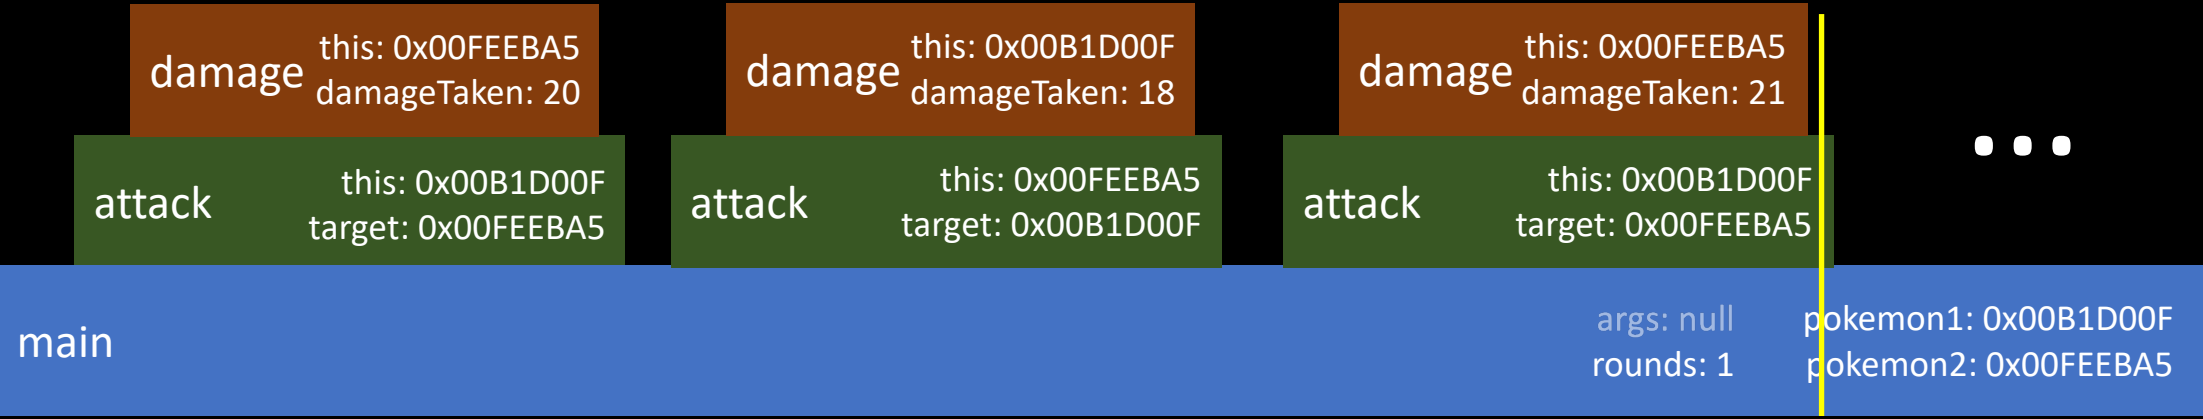 damage
this: 0x00FEEBA5
damageTaken: 20
damage
this: 0x00B1D00F
damageTaken: 18
damage
this: 0x00FEEBA5
damageTaken: 21
...
attack
this: 0x00B1D00F
target: 0x00FEEBA5
attack
this: 0x00FEEBA5
target: 0x00B1D00F
attack
this: 0x00B1D00F
target: 0x00FEEBA5
main
args: null
rounds: 1
pokemon1: 0x00B1D00F
pokemon2: 0x00FEEBA5